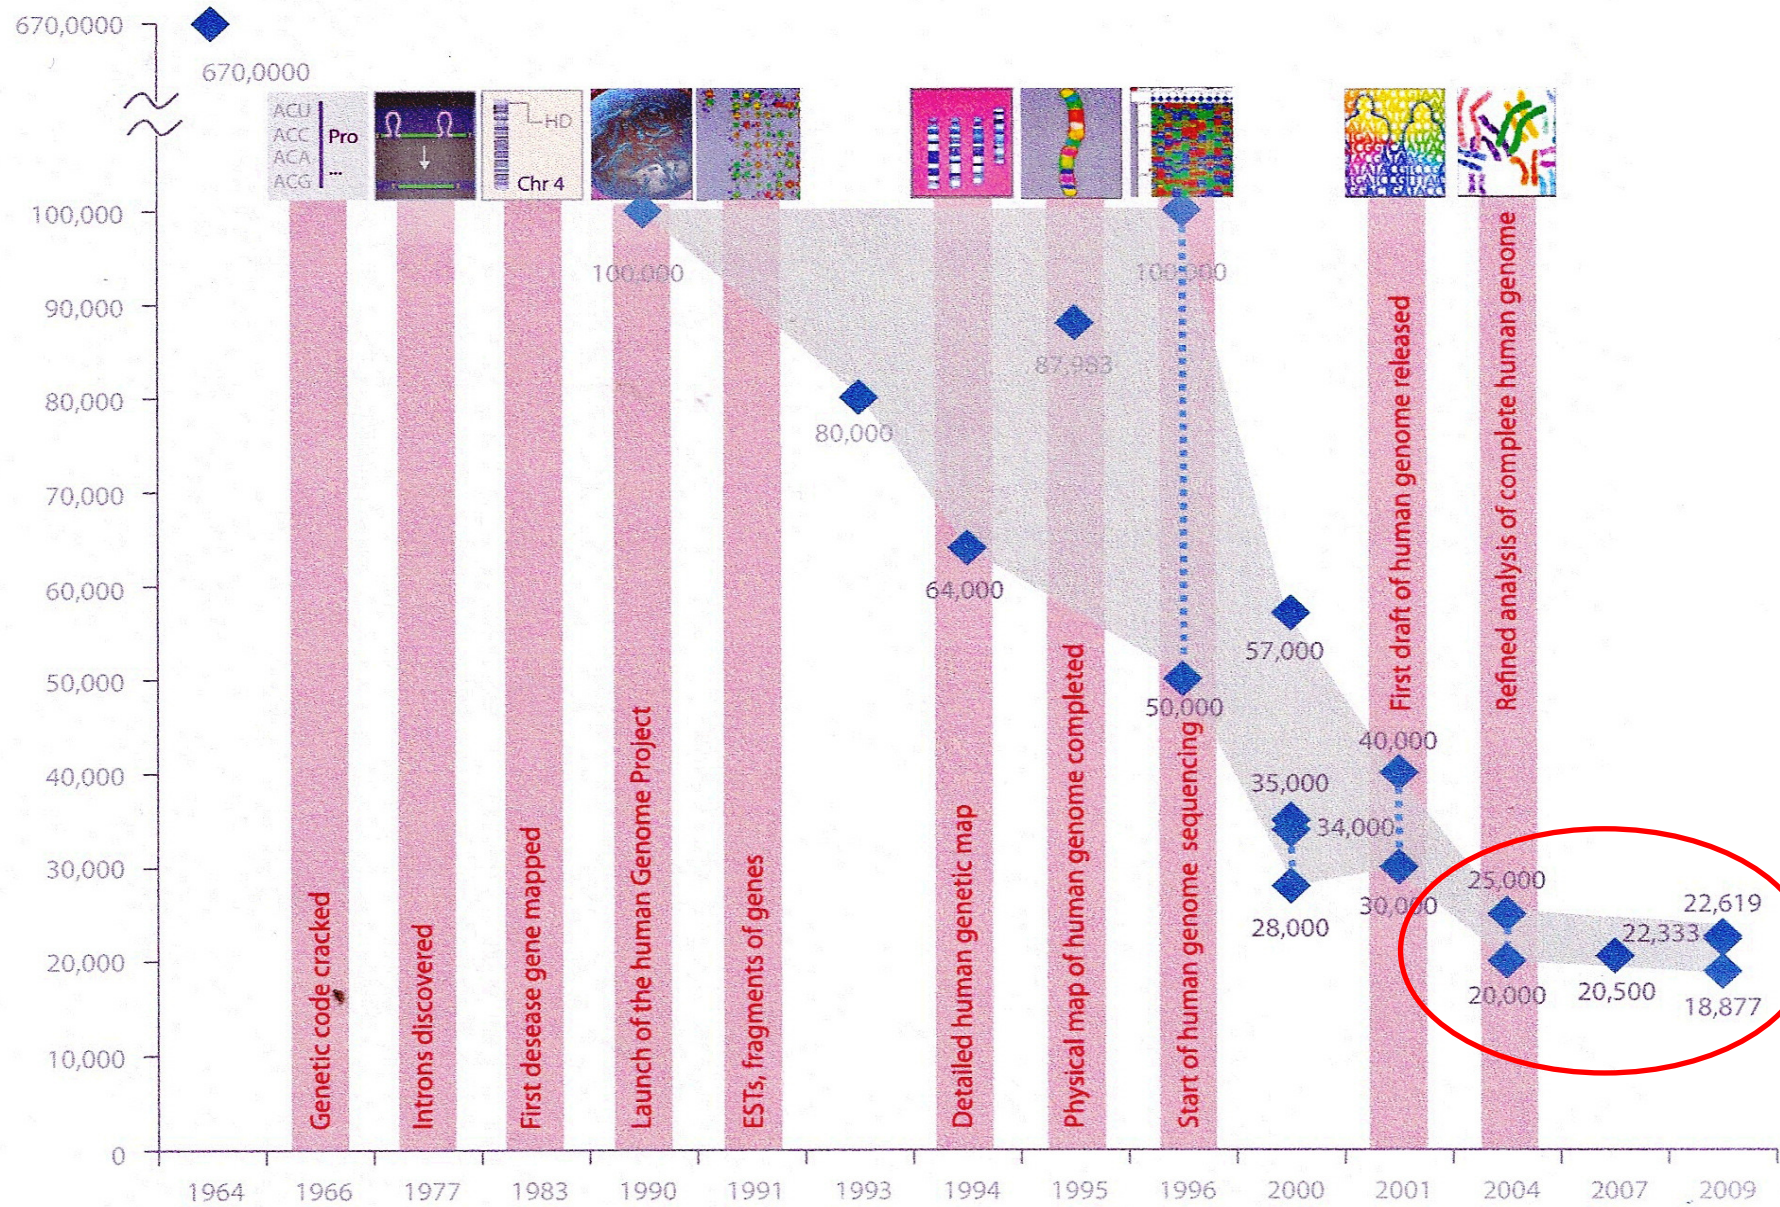 670,0000
670,0000
ACU
ACC
ACA
ACG
Pro
...
HD
Chr 4
100,000
90,000
80,000
70,000
60,000
50,000
40,000
30,000
20,000
10,000
0
100,000
80,000
64,000
87,983
100,000
50,000
57,000
35,000
34,000
28,000
40,000
30,000
25,000
20,000
20,500
22,619
22,333
18,877
Genetic code cracked
Introns discovered
First desease gene mapped
Launch of the human Genome Project
ESTs, fragments of genes
Detailed human genetic map
Physical map of human genome completed
Start of human genome sequencing
First draft of human genome released
Refined analysis of complete human genome
1964
1966
1977
1983
1990
1991
1993
1994
1995
1996
2000
2001
2004
2007
2009